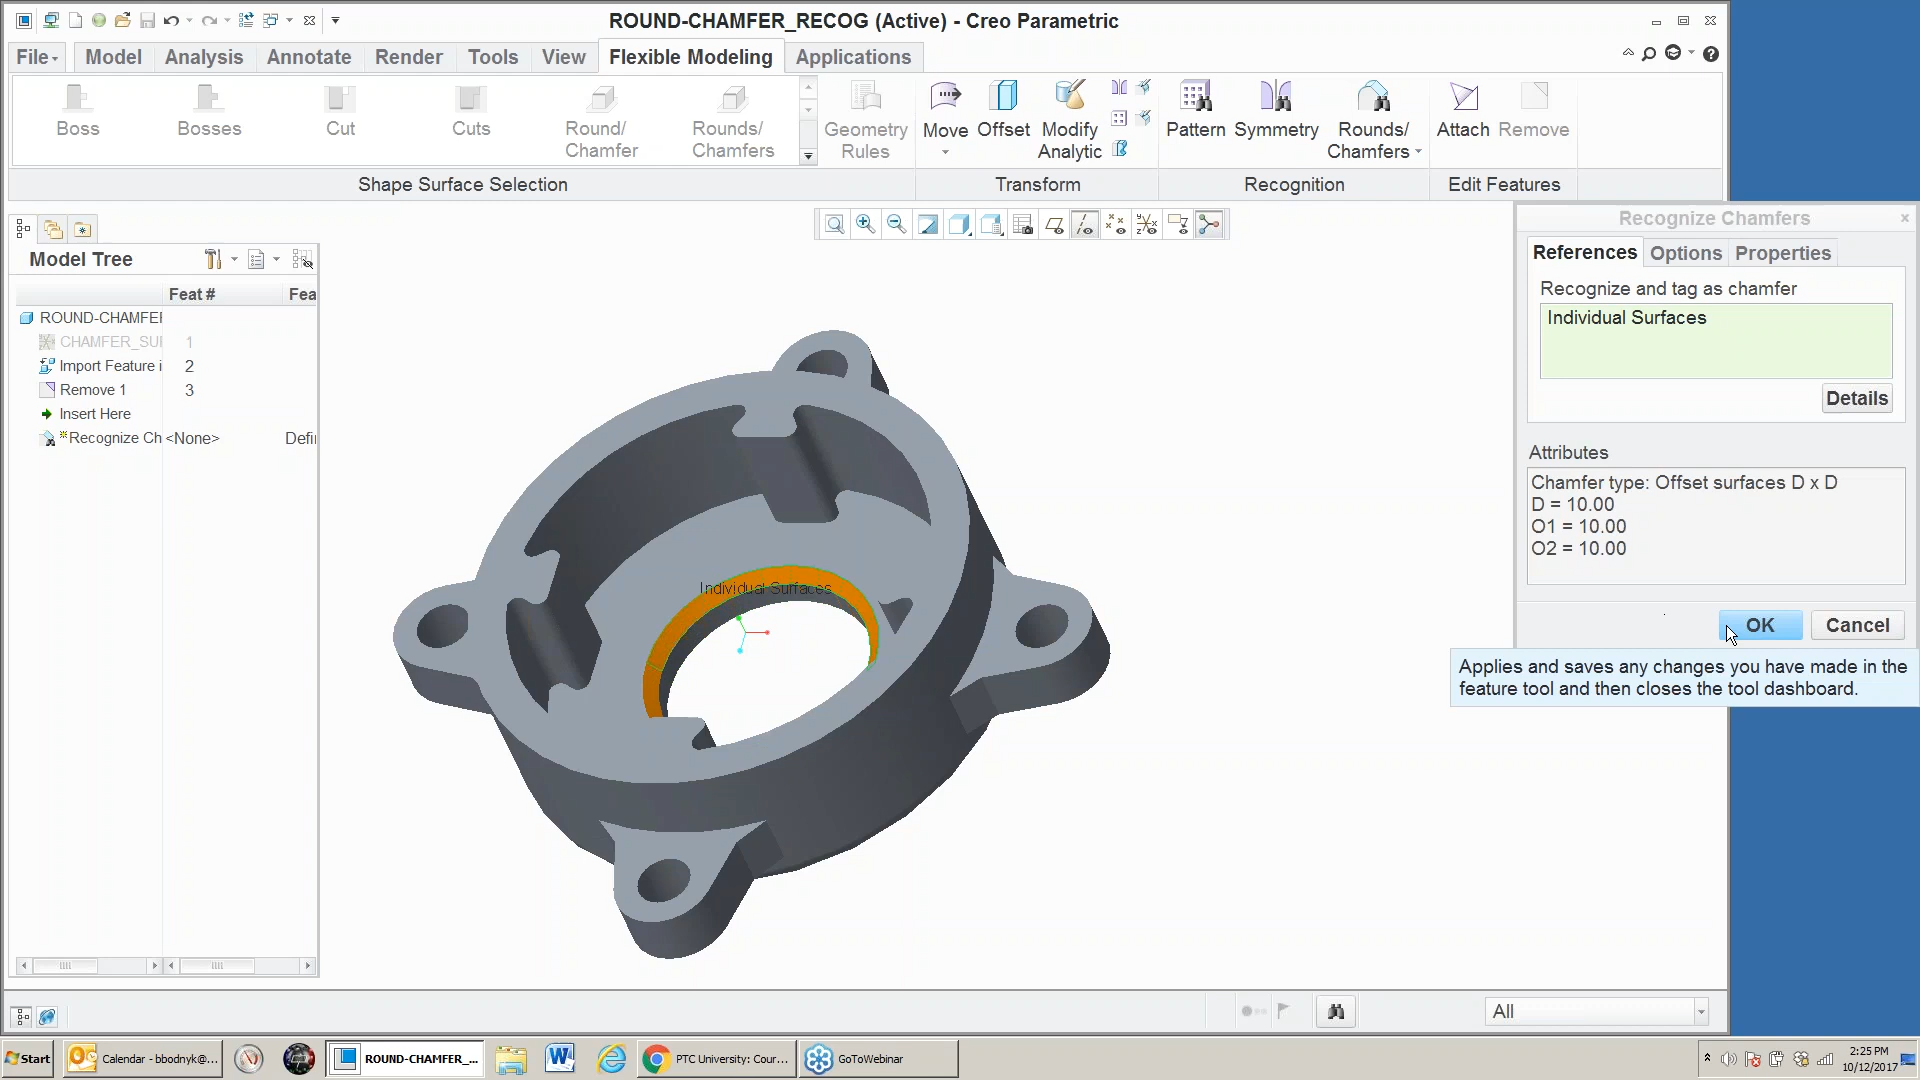 ROUND-CHAMFER_RECOG (Active) - Creo Parametric
File
Model
Analysis
Annotate
Render
Tools
View
Flexible Modeling
Applications
Boss
Bosses
Cut
Cuts
Round/
Chamfer
Rounds/
Chamfers
Geometry
Rules
Move
Offset
Modify
Analytic
Pattern
Symmetry
Rounds/
Chamfers
Attach
Remove
Shape Surface Selection
Transform
Recognition
Edit Features
Model Tree
Feat #
Fea
ROUND-CHAMFER
CHAMFER_SU
1
Import Feature i
2
Remove 1
3
Insert Here
*Recognize Ch
<None>
Defi
Individual Surfaces
Recognize Chamfers
References
Options
Properties
Recognize and tag as chamfer
Individual Surfaces
Details
Attributes
Chamfer type: Offset surfaces D x D
D = 10.00
O1 = 10.00
O2 = 10.00
OK
Cancel
Applies and saves any changes you have made in the
feature tool and then closes the tool dashboard.
All
Start
Calendar - bbodnyk@...
ROUND-CHAMFER_...
PTC University: Cour...
GoToWebinar
2:25 PM
10/12/2017